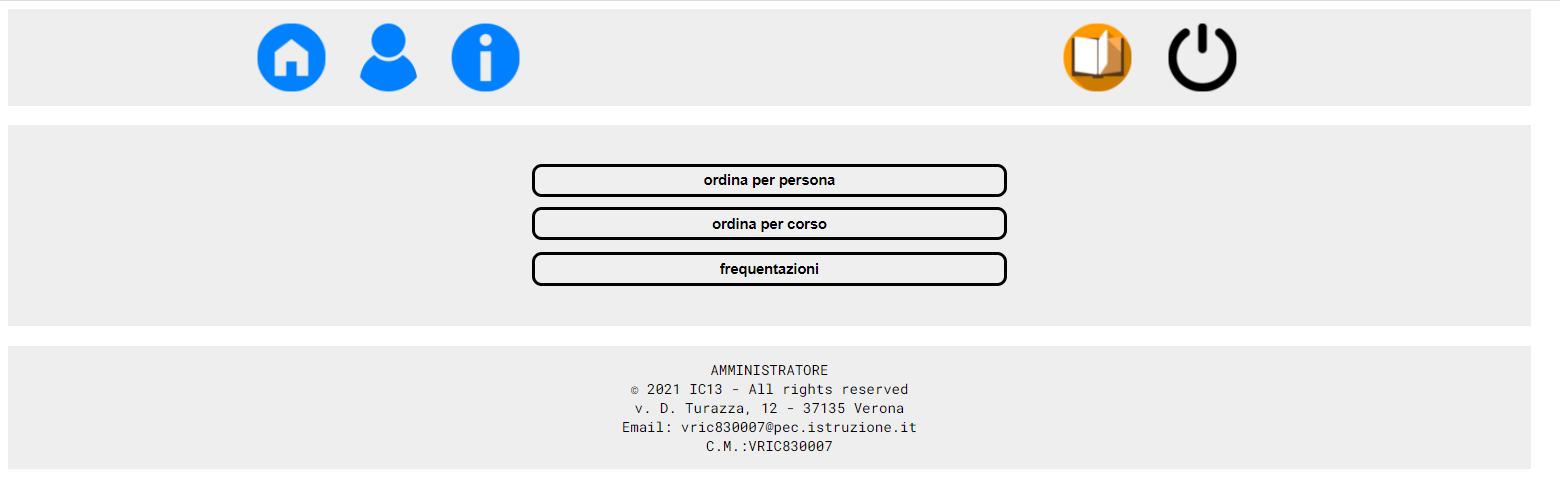 ordina per persona
ordina per corso
frequentazioni
AMMINISTRATORE
© 2021 IC13 - All rights reserved
v. D. Turazza, 12 - 37135 Verona
Email: vric830007@pec.istruzione.it
C.M.:VRIC830007